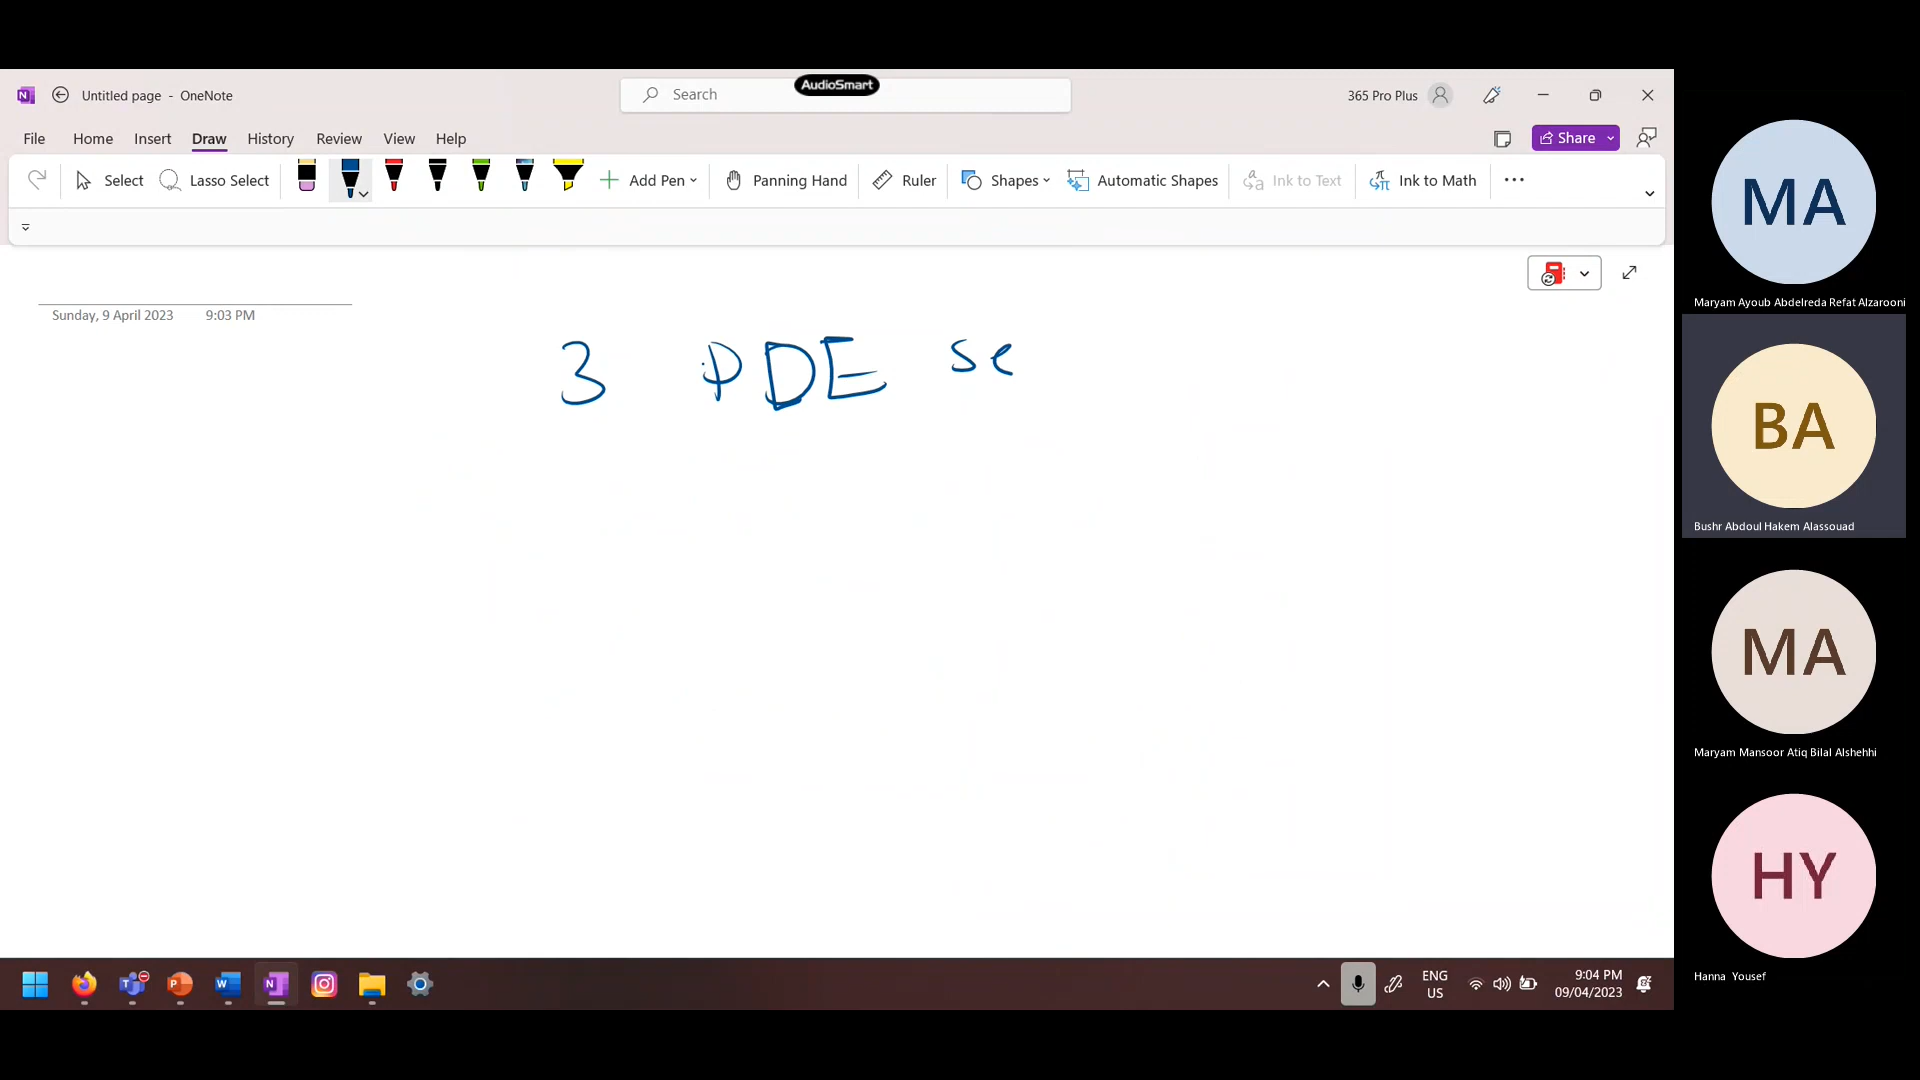 AudioSmart
Untitled page - OneNote
Search
365 Pro Plus
File Home Insert Draw History Review View Help
Share
Select Lasso Select Add Pen Panning Hand Ruler Shapes Automatic Shapes Ink to Text Ink to Math
Sunday, 9 April 2023 9:03 PM
3 PDE se
MA
Maryam Ayoub Abdelreda Refat Alzarooni
BA
Bushr Abdoul Hakem Alassouad
MA
Maryam Mansoor Atiq Bilal Alshehhi
HY
Hanna Yousef
ENG
US
9:04 PM
09/04/2023